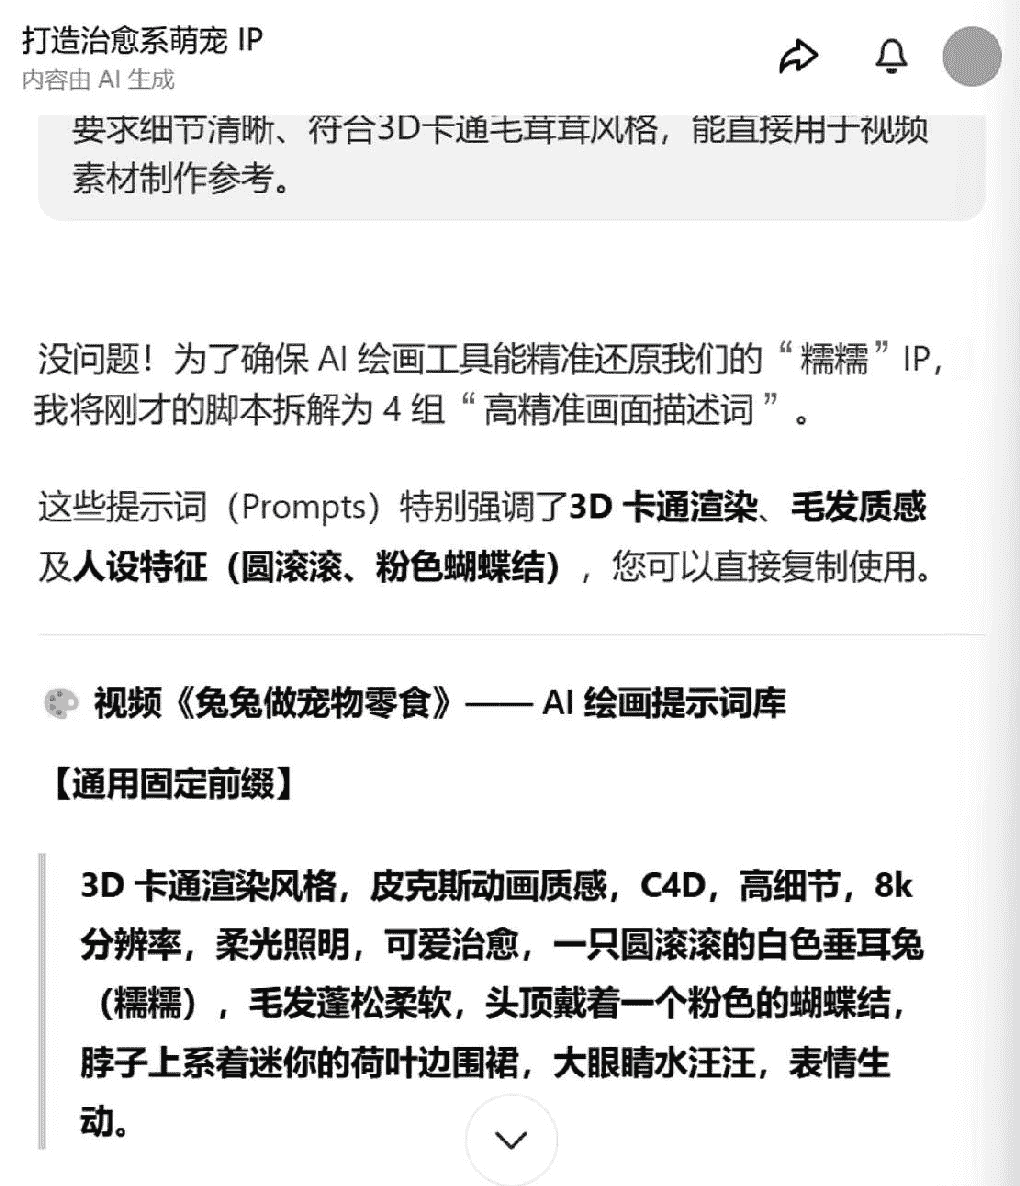 打造治愈系萌宠 IP
内容由 AI 生成
要求细节清晰、符合3D卡通毛茸茸风格，能直接用于视频
素材制作参考。
没问题！为了确保 AI 绘画工具能精准还原我们的“糯糯”IP，
我将刚才的脚本拆解为 4 组“高精准画面描述词”。
这些提示词（Prompts）特别强调了3D 卡通渲染、毛发质感
及人设特征（圆滚滚、粉色蝴蝶结），您可以直接复制使用。
视频《兔兔做宠物零食》—— AI 绘画提示词库
【通用固定前缀】
3D 卡通渲染风格，皮克斯动画质感，C4D，高细节，8k
分辨率，柔光照明，可爱治愈，一只圆滚滚的白色垂耳兔
（糯糯），毛发蓬松柔软，头顶戴着一个粉色的蝴蝶结，
脖子上系着迷你的荷叶边围裙，大眼睛水汪汪，表情生
动。